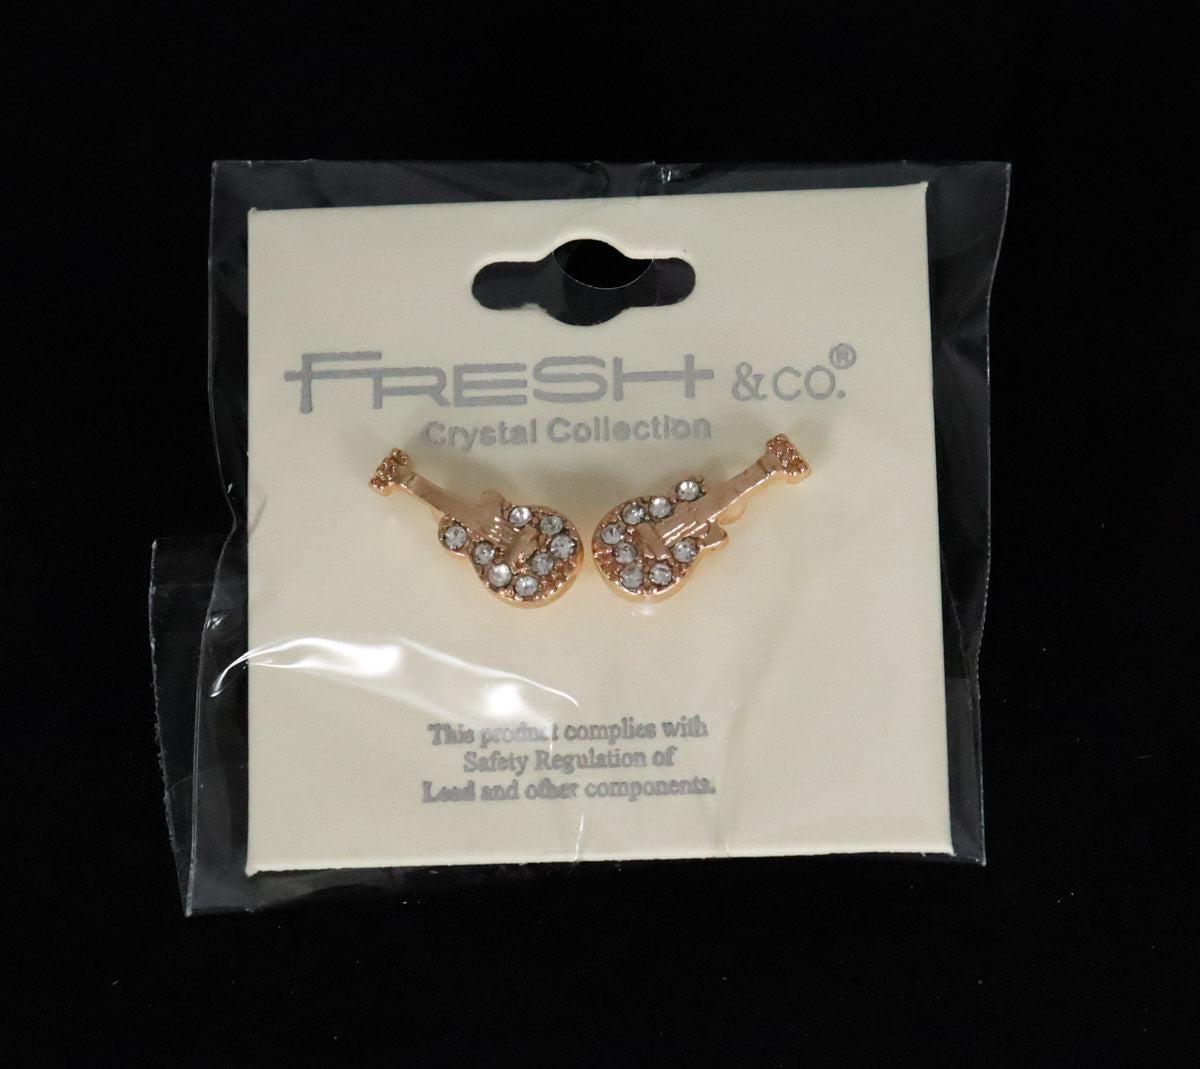 FRESH &CO.®
Crystal Collection
This product complies with
Safety Regulation of
Lead and other components.